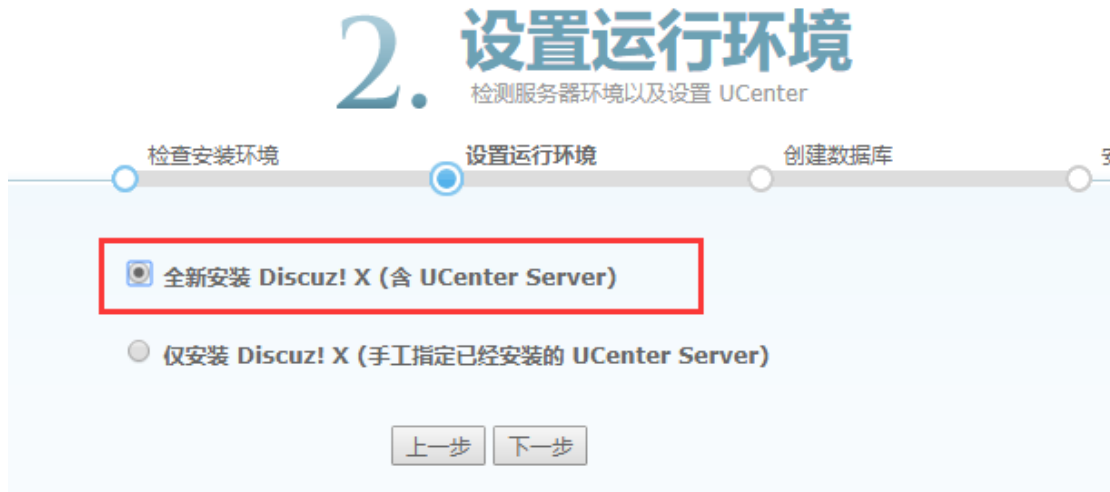 2. 设置运行环境
检测服务器环境以及设置 UCenter
检查安装环境 设置运行环境 创建数据库
全新安装 Discuz! X (含 UCenter Server)
仅安装 Discuz! X (手工指定已经安装的 UCenter Server)
上一步 下一步